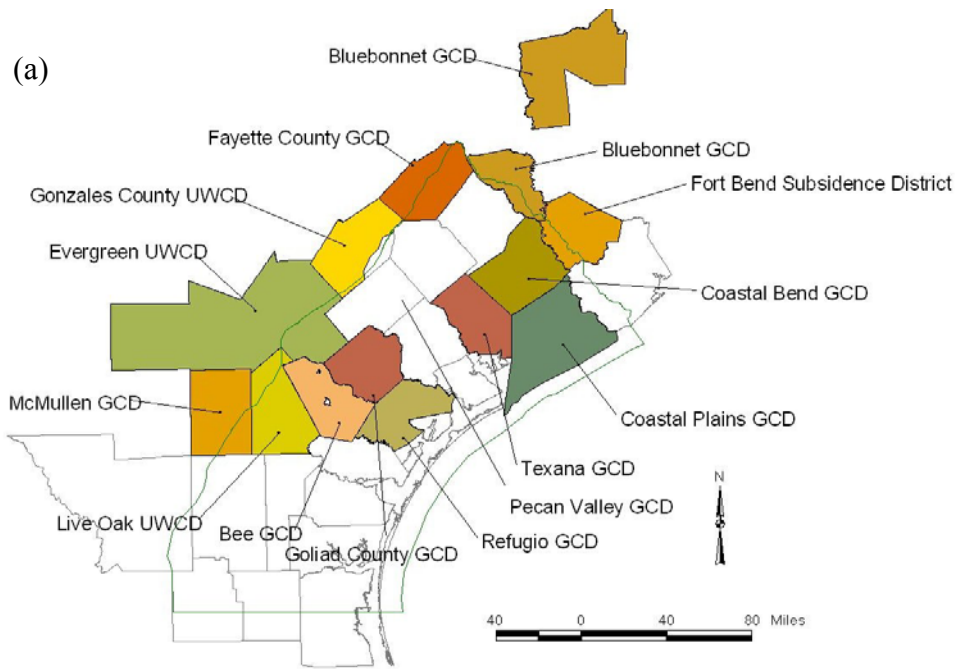 (a)
Bluebonnet GCD
Fayette County GCD
Bluebonnet GCD
Gonzales County UWCD
Fort Bend Subsidence District
Evergreen UWCD
Coastal Bend GCD
McMullen GCD
Coastal Plains GCD
Texana GCD
Pecan Valley GCD
Live Oak UWCD
Bee GCD
Refugio GCD
Goliad County GCD
N
40 0 40 80 Miles